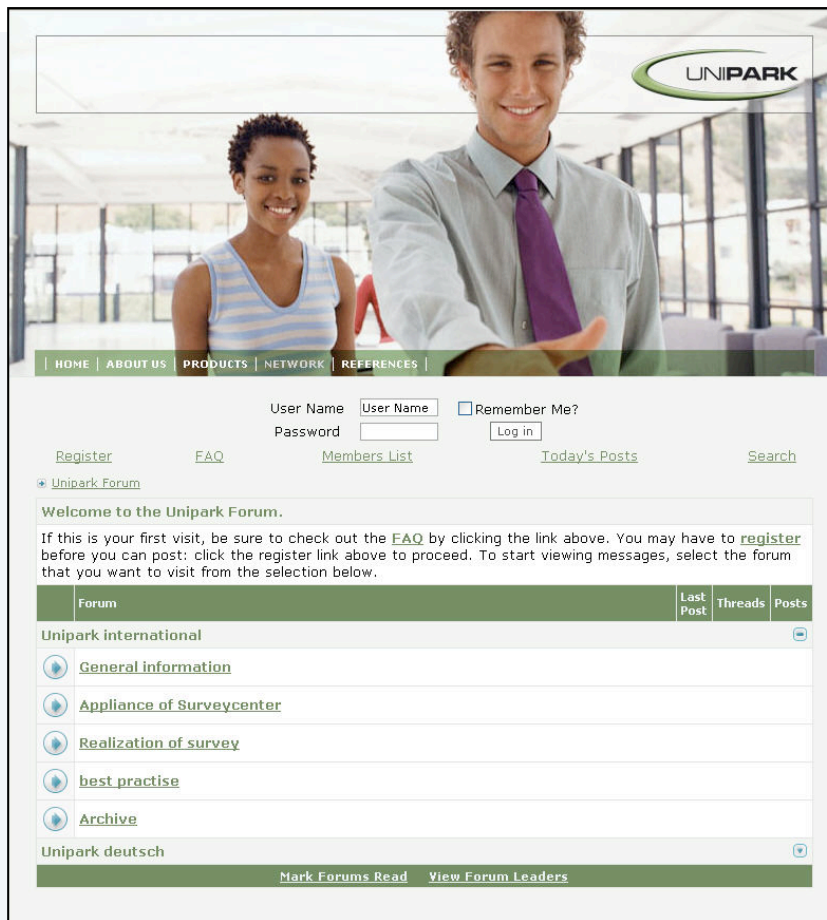 UNIPARK
| HOME | ABOUT US | PRODUCTS | NETWORK | REFERENCES |
User Name User Name Remember Me?
Password Log in
Register FAQ Members List Today's Posts Search
Unipark Forum
Welcome to the Unipark Forum.
If this is your first visit, be sure to check out the FAQ by clicking the link above. You may have to register
before you can post: click the register link above to proceed. To start viewing messages, select the forum
that you want to visit from the selection below.
Forum Last Post Threads Posts
Unipark international
General information
Appliance of Surveycenter
Realization of survey
best practise
Archive
Unipark deutsch
Mark Forums Read View Forum Leaders